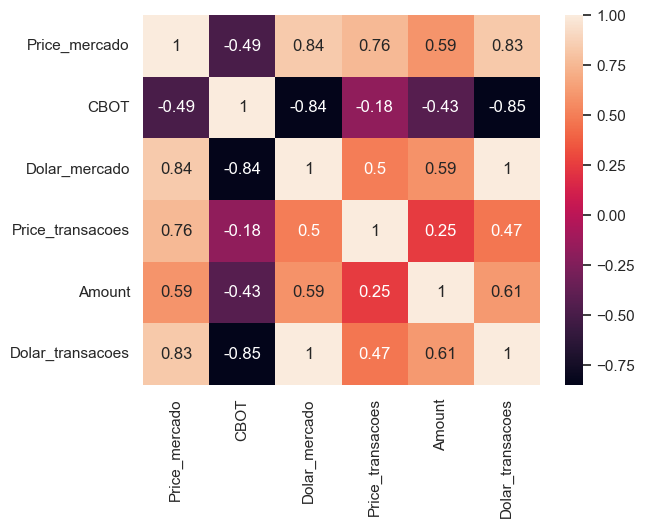 Price_mercado 1 -0.49 0.84 0.76 0.59 0.83
CBOT -0.49 1 -0.84 -0.18 -0.43 -0.85
Dolar_mercado 0.84 -0.84 1 0.5 0.59 1
Price_transacoes 0.76 -0.18 0.5 1 0.25 0.47
Amount 0.59 -0.43 0.59 0.25 1 0.61
Dolar_transacoes 0.83 -0.85 1 0.47 0.61 1
Price_mercado
CBOT
Dolar_mercado
Price_transacoes
Amount
Dolar_transacoes
1.00
0.75
0.50
0.25
0.00
−0.25
−0.50
−0.75